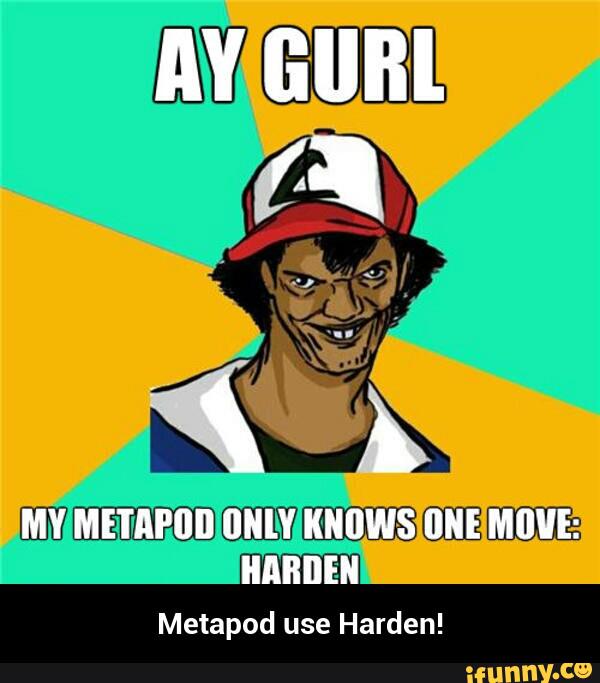 AY GURL
MY METAPOD ONLY KNOWS ONE MOVE:
HARDEN
Metapod use Harden!
ifunny.co